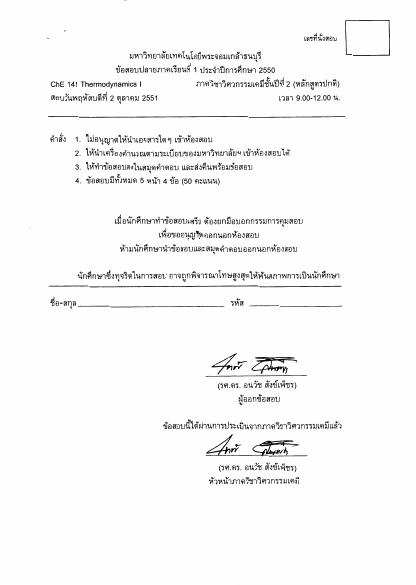 เลขที่นั่งสอบ
มหาวิทยาลัยเทคโนโลยีพระจอมเกล้าธนบุรี
ข้อสอบปลายภาคเรียนที่ 1 ประจำปีการศึกษา 2550
ChE 141 Thermodynamics I ภาควิชาวิศวกรรมเคมีชั้นปีที่ 2 (หลักสูตรปกติ)
สอบวันพฤหัสบดีที่ 2 ตุลาคม 2551 เวลา 9.00-12.00 น.
คำสั่ง 1. ไม่อนุญาตให้นำเอกสารใดๆ เข้าห้องสอบ
2. ให้นำเครื่องคำนวณตามระเบียบของมหาวิทยาลัยฯ เข้าห้องสอบได้
3. ให้ทำข้อสอบลงในสมุดคำตอบ และส่งคืนพร้อมข้อสอบ
4. ข้อสอบมีทั้งหมด 5 หน้า 4 ข้อ (50 คะแนน)
เมื่อนักศึกษาทำข้อสอบเสร็จ ต้องยกมือบอกกรรมการคุมสอบ
เพื่อขออนุญาตออกนอกห้องสอบ
ห้ามนักศึกษานำข้อสอบและสมุดคำตอบออกนอกห้องสอบ
นักศึกษาซึ่งทุจริตในการสอบ อาจถูกพิจารณาโทษสูงสุดให้พ้นสภาพการเป็นนักศึกษา
ชื่อ-สกุล รหัส
(รศ.ดร. อนวัช สังข์เพ็ชร)
ผู้ออกข้อสอบ
ข้อสอบนี้ได้ผ่านการประเมินจากภาควิชาวิศวกรรมเคมีแล้ว
(รศ.ดร. อนวัช สังข์เพ็ชร)
หัวหน้าภาควิชาวิศวกรรมเคมี